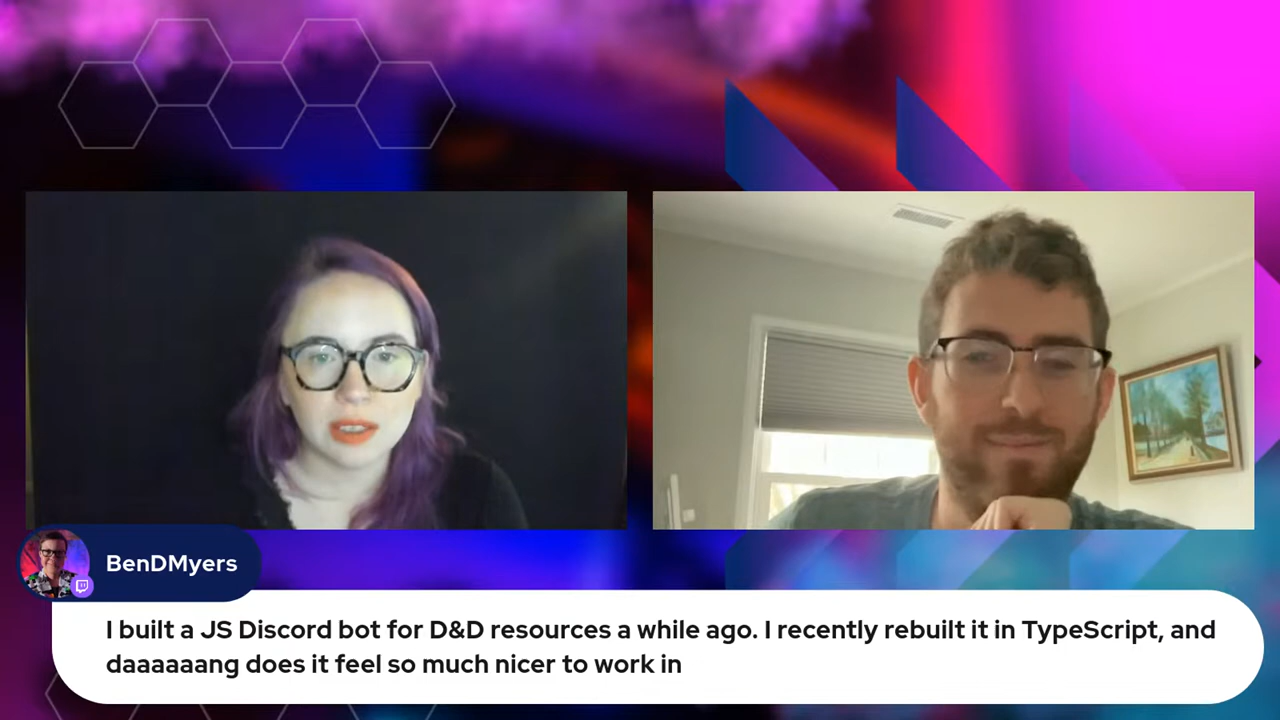 BenDMyers
I built a JS Discord bot for D&D resources a while ago. I recently rebuilt it in TypeScript, and
daaaaaang does it feel so much nicer to work in